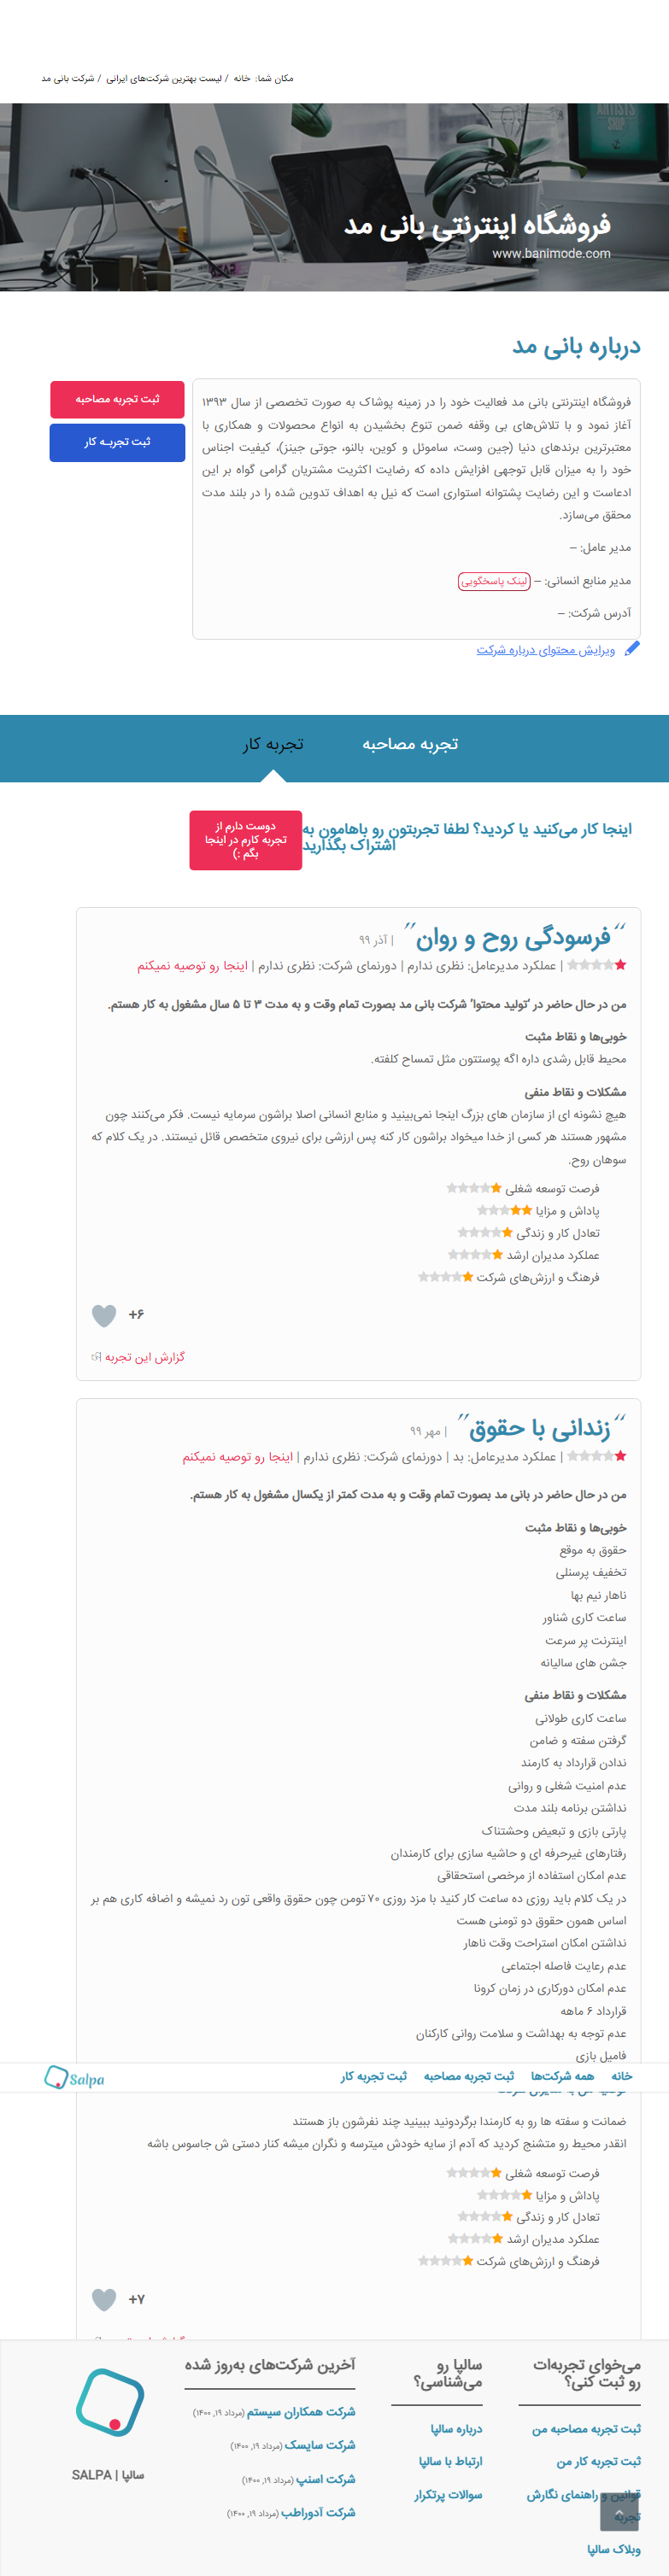 مکان شما: خانه / لیست بهترین شرکت‌های ایرانی / شرکت بانی مد
فروشگاه اینترنتی بانی مد
www.banimode.com
درباره بانی مد
فروشگاه اینترنتی بانی مد فعالیت خود را در زمینه پوشاک به صورت تخصصی از سال ۱۳۹۳
آغاز نمود و با تلاش‌های بی وقفه ضمن تنوع بخشیدن به انواع محصولات و همکاری با
معتبرترین برندهای دنیا (جین وست، ساموئل و کوین، بالنو، جوتی جینز)، کیفیت اجناس
خود را به میزان قابل توجهی افزایش داده که رضایت اکثریت مشتریان گرامی گواه بر این
ادعاست و این رضایت پشتوانه استواری است که نیل به اهداف تدوین شده را در بلند مدت
محقق می‌سازد.
مدیر عامل: –
مدیر منابع انسانی: – لینک پاسخگویی
آدرس شرکت: –
ویرایش محتوای درباره شرکت
ثبت تجربه مصاحبه
ثبت تجربـه کار
تجربه مصاحبه
تجربه کار
اینجا کار می‌کنید یا کردید؟ لطفا تجربتون رو باهامون به
اشتراک بگذارید
دوست دارم از
تجربه کارم در اینجا
بگم :)
"فرسودگی روح و روان" | آذر ۹۹
| عملکرد مدیرعامل: نظری ندارم | دورنمای شرکت: نظری ندارم | اینجا رو توصیه نمیکنم
من در حال حاضر در ‘تولید محتوا’ شرکت بانی مد بصورت تمام وقت و به مدت ۳ تا ۵ سال مشغول به کار هستم.
خوبی‌ها و نقاط مثبت
محیط قابل رشدی داره اگه پوستتون مثل تمساح کلفته.
مشکلات و نقاط منفی
هیچ نشونه ای از سازمان های بزرگ اینجا نمی‌بینید و منابع انسانی اصلا براشون سرمایه نیست. فکر می‌کنند چون
مشهور هستند هر کسی از خدا میخواد براشون کار کنه پس ارزشی برای نیروی متخصص قائل نیستند. در یک کلام که
سوهان روح.
فرصت توسعه شغلی
پاداش و مزایا
تعادل کار و زندگی
عملکرد مدیران ارشد
فرهنگ و ارزش‌های شرکت
+۶
گزارش این تجربه
"زندانی با حقوق" | مهر ۹۹
| عملکرد مدیرعامل: بد | دورنمای شرکت: نظری ندارم | اینجا رو توصیه نمیکنم
من در حال حاضر در بانی مد بصورت تمام وقت و به مدت کمتر از یکسال مشغول به کار هستم.
خوبی‌ها و نقاط مثبت
حقوق به موقع
تخفیف پرسنلی
ناهار نیم بها
ساعت کاری شناور
اینترنت پر سرعت
جشن های سالیانه
مشکلات و نقاط منفی
ساعت کاری طولانی
گرفتن سفته و ضامن
ندادن قرارداد به کارمند
عدم امنیت شغلی و روانی
نداشتن برنامه بلند مدت
پارتی بازی و تبعیض وحشتناک
رفتارهای غیرحرفه ای و حاشیه سازی برای کارمندان
عدم امکان استفاده از مرخصی استحقاقی
در یک کلام باید روزی ده ساعت کار کنید با مزد روزی ۷۰ تومن چون حقوق واقعی تون رد نمیشه و اضافه کاری هم بر
اساس همون حقوق دو تومنی هست
نداشتن امکان استراحت وقت ناهار
عدم رعایت فاصله اجتماعی
عدم امکان دورکاری در زمان کرونا
قرارداد ۶ ماهه
عدم توجه به بهداشت و سلامت روانی کارکنان
فامیل بازی
خانه
همه شرکت‌ها
ثبت تجربه مصاحبه
ثبت تجربه کار
Salpa
ضمانت و سفته ها رو به کارمندا برگردونید ببینید چند نفرشون باز هستند
انقدر محیط رو متشنج کردید که آدم از سایه خودش میترسه و نگران میشه کنار دستی ش جاسوس باشه
فرصت توسعه شغلی
پاداش و مزایا
تعادل کار و زندگی
عملکرد مدیران ارشد
فرهنگ و ارزش‌های شرکت
+۷
می‌خوای تجربه‌ات
رو ثبت کنی؟
ثبت تجربه مصاحبه من
ثبت تجربه کار من
قوانین و راهنمای نگارش
تجربه
وبلاگ سالپا
سالپا رو
می‌شناسی؟
درباره سالپا
ارتباط با سالپا
سوالات پرتکرار
آخرین شرکت‌های به‌روز شده
شرکت همکاران سیستم (مرداد ۱۹, ۱۴۰۰)
شرکت سایسک (مرداد ۱۹, ۱۴۰۰)
شرکت اسنپ (مرداد ۱۹, ۱۴۰۰)
شرکت آدوراطب (مرداد ۱۹, ۱۴۰۰)
سالپا | SALPA